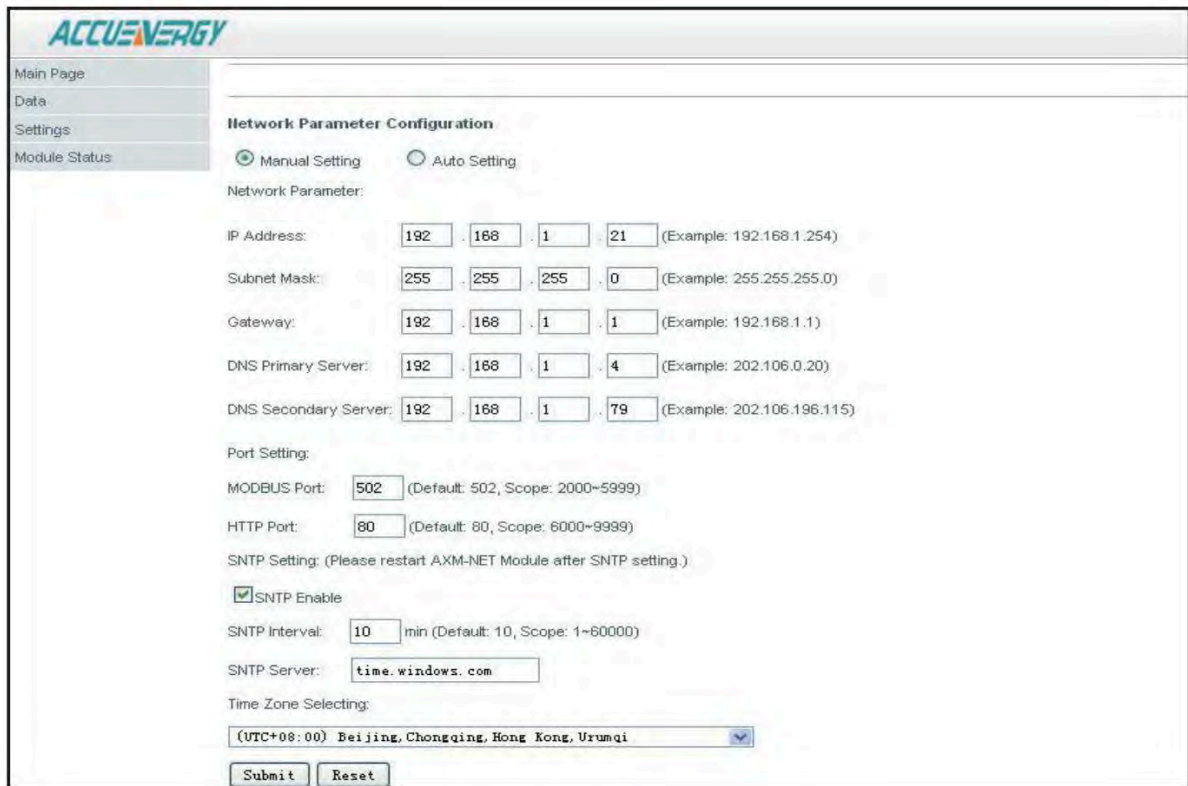 ACCUENERGY
Main Page
Data
Settings
Module Status
Network Parameter Configuration
Manual Setting Auto Setting
Network Parameter:
IP Address: 192 . 168 . 1 . 21 (Example: 192.168.1.254)
Subnet Mask: 255 . 255 . 255 . 0 (Example: 255.255.255.0)
Gateway: 192 . 168 . 1 . 1 (Example: 192.168.1.1)
DNS Primary Server: 192 . 168 . 1 . 4 (Example: 202.106.0.20)
DNS Secondary Server: 192 . 168 . 1 . 79 (Example: 202.106.196.115)
Port Setting:
MODBUS Port: 502 (Default: 502, Scope: 2000~5999)
HTTP Port: 80 (Default: 80, Scope: 6000~9999)
SNTP Setting: (Please restart AXM-NET Module after SNTP setting.)
SNTP Enable
SNTP Interval: 10 min (Default: 10, Scope: 1~60000)
SNTP Server: time.windows.com
Time Zone Selecting:
(UTC+08:00) Beijing,Chongqing,Hong Kong,Urumqi
Submit Reset